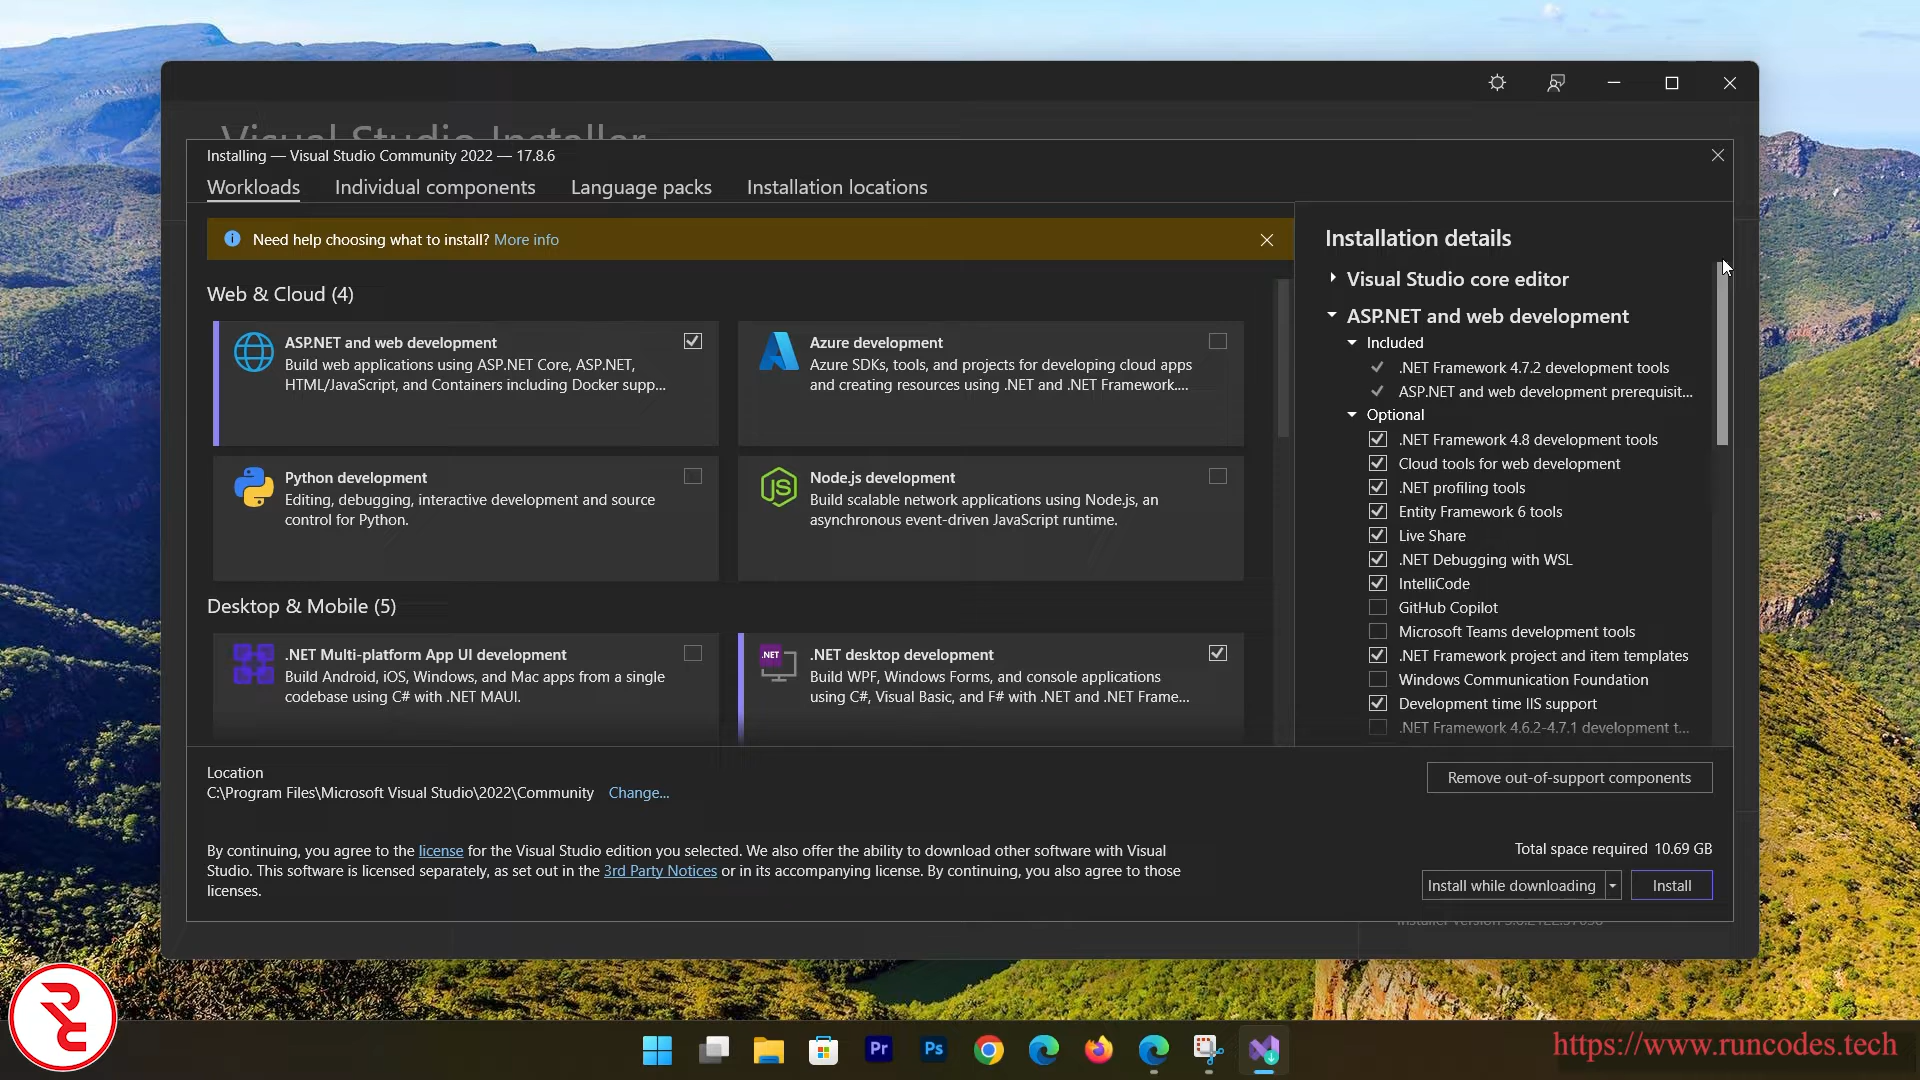 Visual Studio Installer
Installing — Visual Studio Community 2022 — 17.8.6
Workloads
Individual components
Language packs
Installation locations
Need help choosing what to install? More info
Web & Cloud (4)
ASP.NET and web development
Build web applications using ASP.NET Core, ASP.NET,
HTML/JavaScript, and Containers including Docker supp...
Azure development
Azure SDKs, tools, and projects for developing cloud apps
and creating resources using .NET and .NET Framework....
Python development
Editing, debugging, interactive development and source
control for Python.
JS
Node.js development
Build scalable network applications using Node.js, an
asynchronous event-driven JavaScript runtime.
Desktop & Mobile (5)
.NET Multi-platform App UI development
Build Android, iOS, Windows, and Mac apps from a single
codebase using C# with .NET MAUI.
.NET
.NET desktop development
Build WPF, Windows Forms, and console applications
using C#, Visual Basic, and F# with .NET and .NET Frame...
Installation details
Visual Studio core editor
ASP.NET and web development
Included
.NET Framework 4.7.2 development tools
ASP.NET and web development prerequisit...
Optional
.NET Framework 4.8 development tools
Cloud tools for web development
.NET profiling tools
Entity Framework 6 tools
Live Share
.NET Debugging with WSL
IntelliCode
GitHub Copilot
Microsoft Teams development tools
.NET Framework project and item templates
Windows Communication Foundation
Development time IIS support
.NET Framework 4.6.2-4.7.1 development t...
Location
C:\Program Files\Microsoft Visual Studio\2022\Community Change...
Remove out-of-support components
By continuing, you agree to the license for the Visual Studio edition you selected. We also offer the ability to download other software with Visual
Studio. This software is licensed separately, as set out in the 3rd Party Notices or in its accompanying license. By continuing, you also agree to those
licenses.
Total space required 10.69 GB
Install while downloading
Install
RC
Pr
Ps
https://www.runcodes.tech